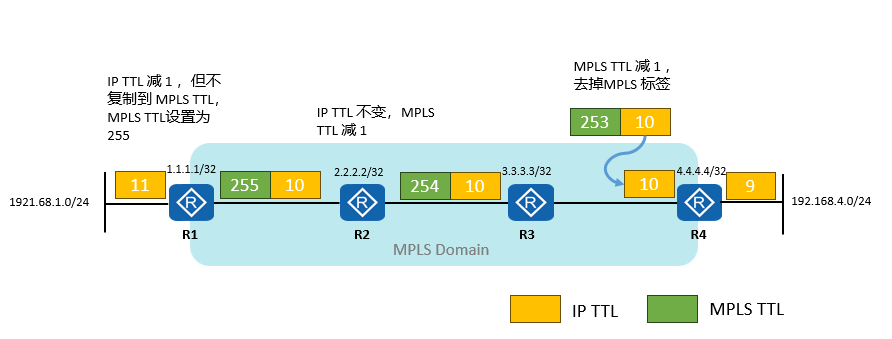 IP TTL 减 1 ，但不
复制到 MPLS TTL，
MPLS TTL设置为
255
IP TTL 不变，MPLS
TTL 减 1
MPLS TTL 减 1 ，
去掉MPLS 标签
253 10
11
1.1.1.1/32
255 10
2.2.2.2/32
254 10
3.3.3.3/32
10
4.4.4.4/32
9
1921.68.1.0/24
R
R
R
R
192.168.4.0/24
R1
R2
R3
R4
MPLS Domain
IP TTL
MPLS TTL